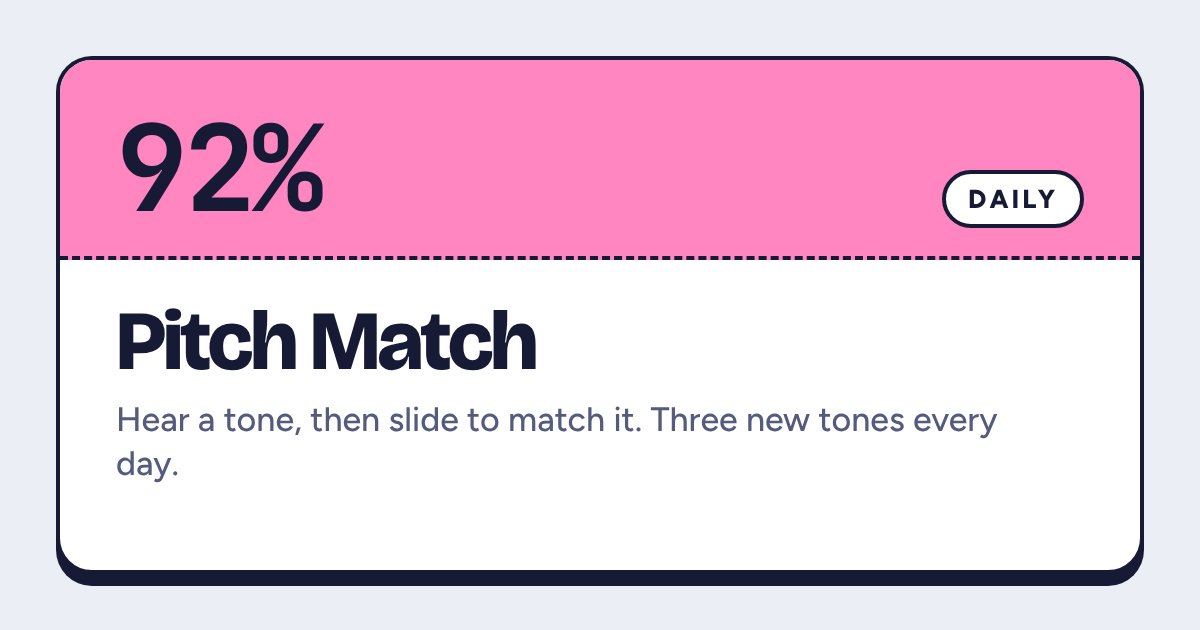 92%
DAILY
Pitch Match
Hear a tone, then slide to match it. Three new tones every
day.